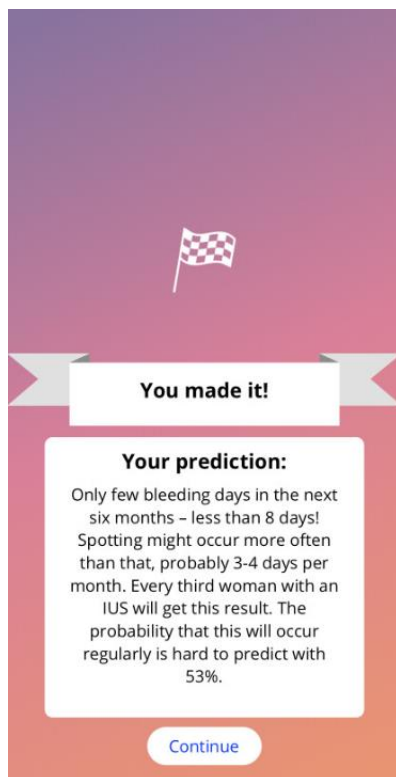 You made it!
Your prediction:
Only few bleeding days in the next
six months – less than 8 days!
Spotting might occur more often
than that, probably 3-4 days per
month. Every third woman with an
IUS will get this result. The
probability that this will occur
regularly is hard to predict with
53%.
Continue